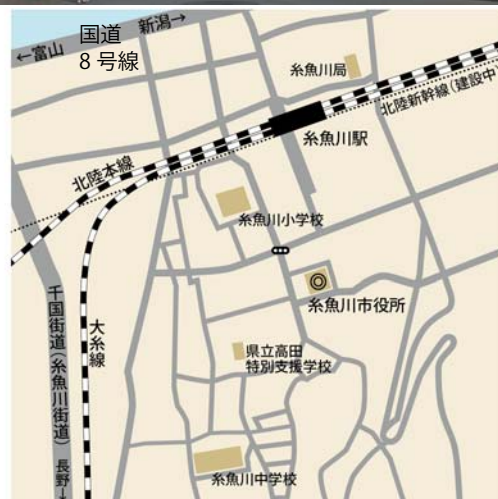 国道
8号線
新潟→
←富山
糸魚川局
北陸新幹線(建設中)
糸魚川駅
北陸本線
糸魚川小学校
糸魚川市役所
千国街道(糸魚川街道)
大糸線
県立高田
特別支援学校
長野→
糸魚川中学校